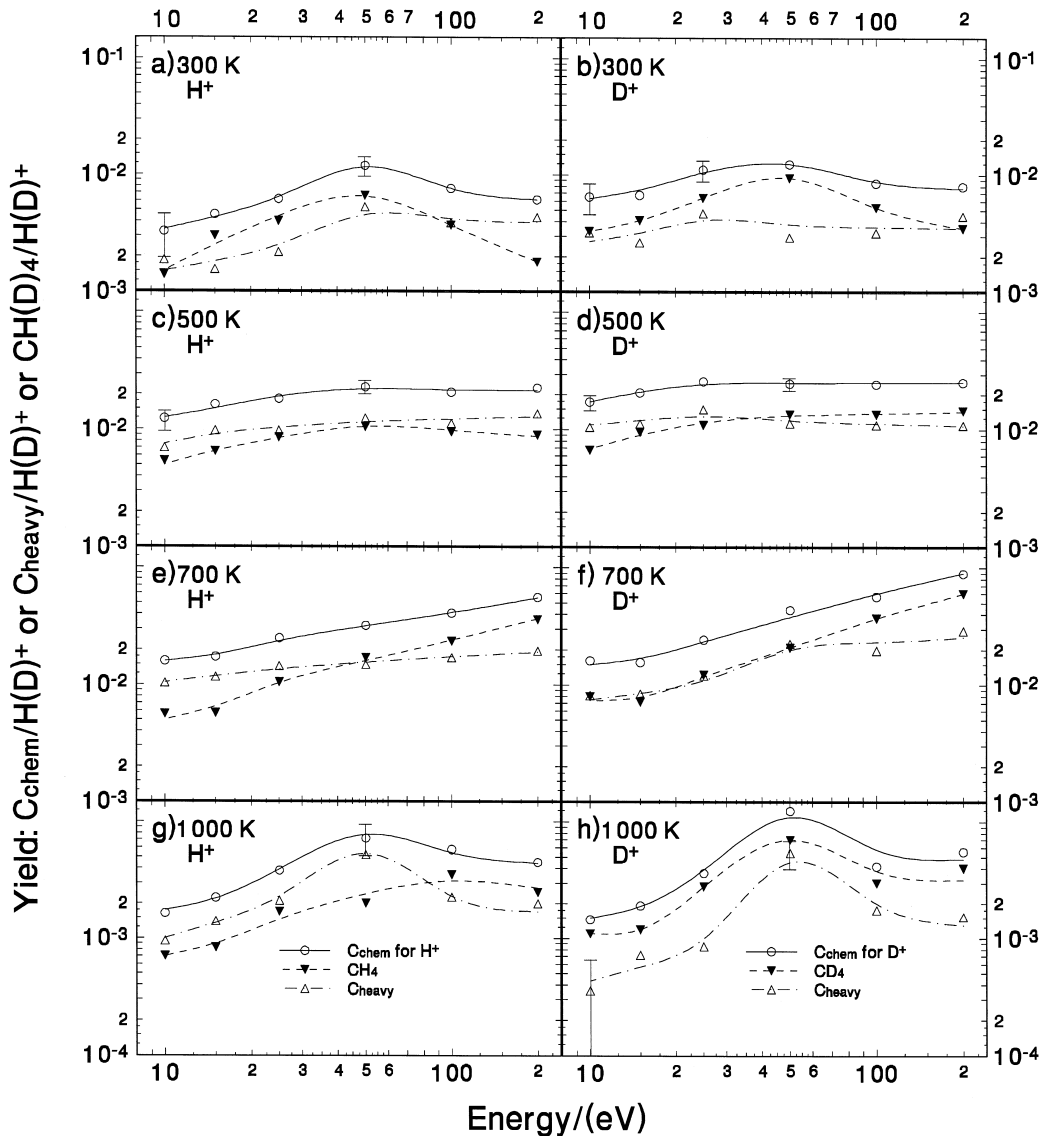 10 2 3 4 5 6 7 100 2 10 2 3 4 5 6 7 100 2
Yield: Cchem/H(D)+ or Cheavy/H(D)+ or CH(D)4/H(D)+
10-1 a) 300 K b) 300 K 10-1
H+ D+
2 2
10-2 10-2
2 2
10-3 10-3
c) 500 K d) 500 K
H+ D+
2 2
10-2 10-2
2 2
10-3 10-3
e) 700 K f) 700 K
H+ D+
2 2
10-2 10-2
2 2
10-3 10-3
g) 1000 K h) 1000 K
H+ D+
2 2
10-3 10-3
Cchem for H+ Cchem for D+
CH4 CD4
Cheavy Cheavy
2 2
10-4 10-4
10 2 3 4 5 6 7 100 2 2 3 4 5 6 100 2
Energy/(eV)